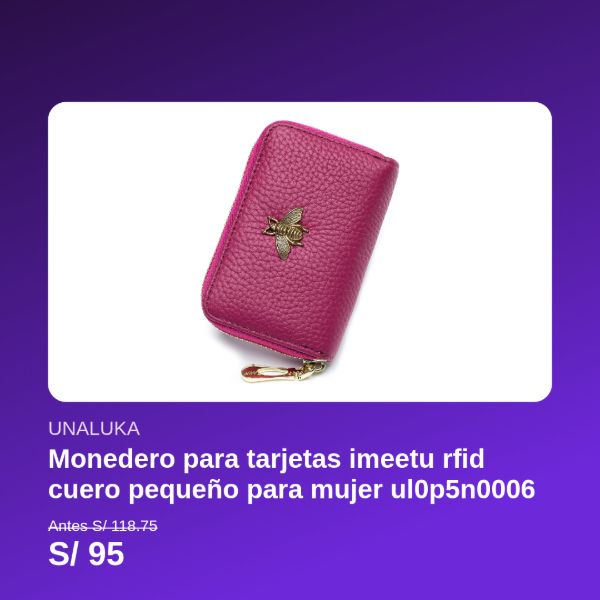 UNALUKA
Monedero para tarjetas imeetu rfid
cuero pequeño para mujer ul0p5n0006
Antes S/ 118.75
S/ 95